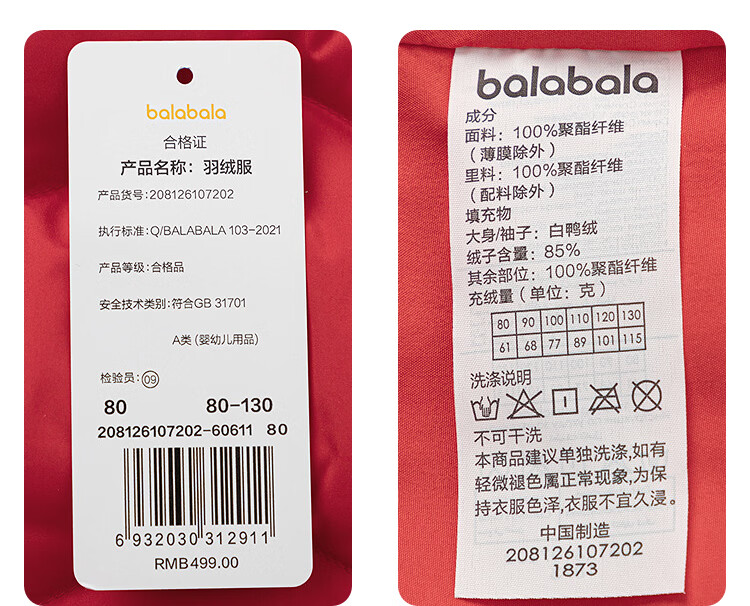 balabala
合格证
产品名称：羽绒服
产品货号：208126107202
执行标准：Q/BALABALA 103-2021
产品等级：合格品
安全技术类别：符合GB 31701
A类 (婴幼儿用品)
检验员：09
80 80-130
208126107202-60611 80
6 932030 312911
RMB499.00
balabala
成分
面料：100%聚酯纤维
（薄膜除外）
里料：100%聚酯纤维
（配料除外）
填充物
大身/袖子：白鸭绒
绒子含量：85%
其余部位：100%聚酯纤维
充绒量（单位：克）
80 90 100 110 120 130
61 68 77 89 101 115
洗涤说明
不可干洗
本商品建议单独洗涤,如有
轻微褪色属正常现象,为保
持衣服色泽,衣服不宜久浸。
中国制造
208126107202
1873